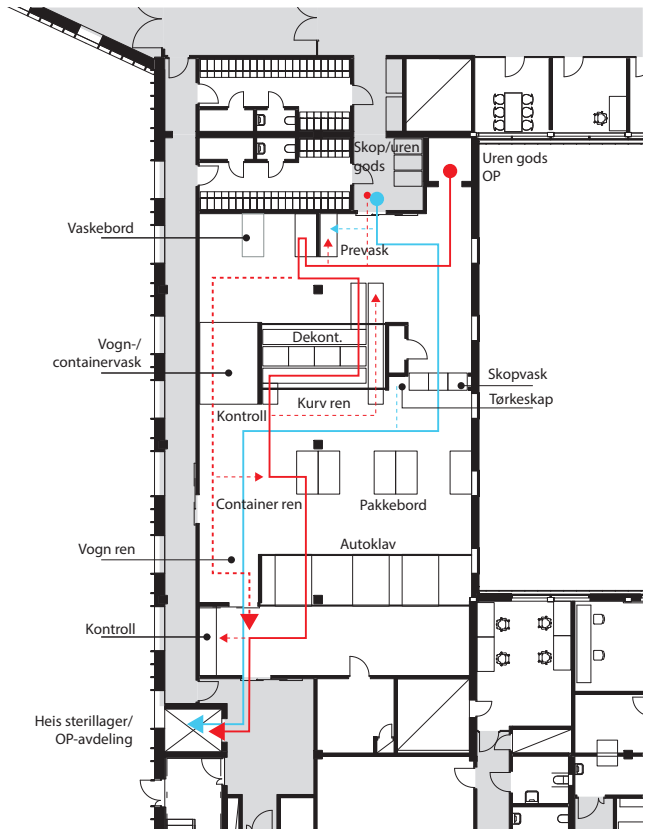 Skop/uren
gods
Uren gods
OP
Vaskebord
Prevask
Vogn-/
containervask
Dekont.
Skopvask
Tørkeskap
Kurv ren
Kontroll
Container ren
Pakkebord
Autoklav
Vogn ren
Kontroll
Heis sterillager/
OP-avdeling